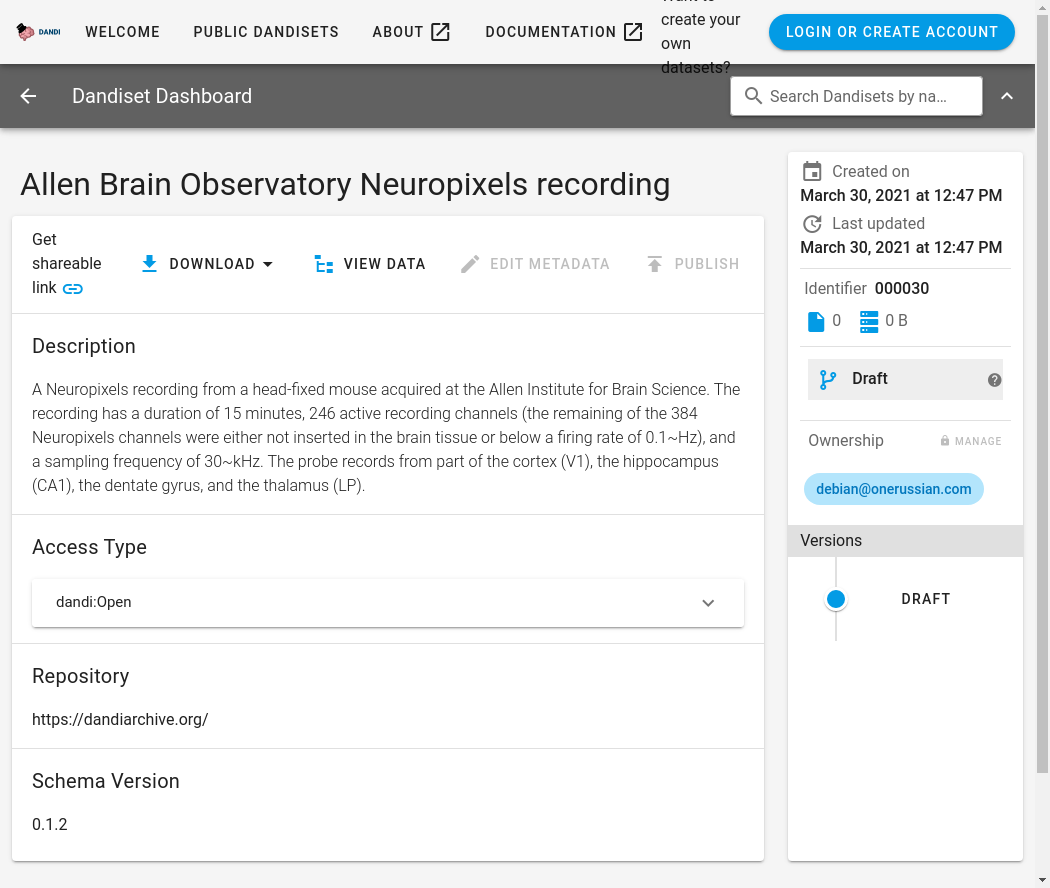 DANDI
WELCOME
PUBLIC DANDISETS
ABOUT
DOCUMENTATION
create your
own
datasets?
LOGIN OR CREATE ACCOUNT
Dandiset Dashboard
Search Dandisets by na…
Allen Brain Observatory Neuropixels recording
Get
shareable
link
DOWNLOAD
VIEW DATA
EDIT METADATA
PUBLISH
Description
A Neuropixels recording from a head-fixed mouse acquired at the Allen Institute for Brain Science. The
recording has a duration of 15 minutes, 246 active recording channels (the remaining of the 384
Neuropixels channels were either not inserted in the brain tissue or below a firing rate of 0.1~Hz), and
a sampling frequency of 30~kHz. The probe records from part of the cortex (V1), the hippocampus
(CA1), the dentate gyrus, and the thalamus (LP).
Access Type
dandi:Open
Repository
https://dandiarchive.org/
Schema Version
0.1.2
Created on
March 30, 2021 at 12:47 PM
Last updated
March 30, 2021 at 12:47 PM
Identifier 000030
0
0 B
Draft
Ownership
MANAGE
debian@onerussian.com
Versions
DRAFT